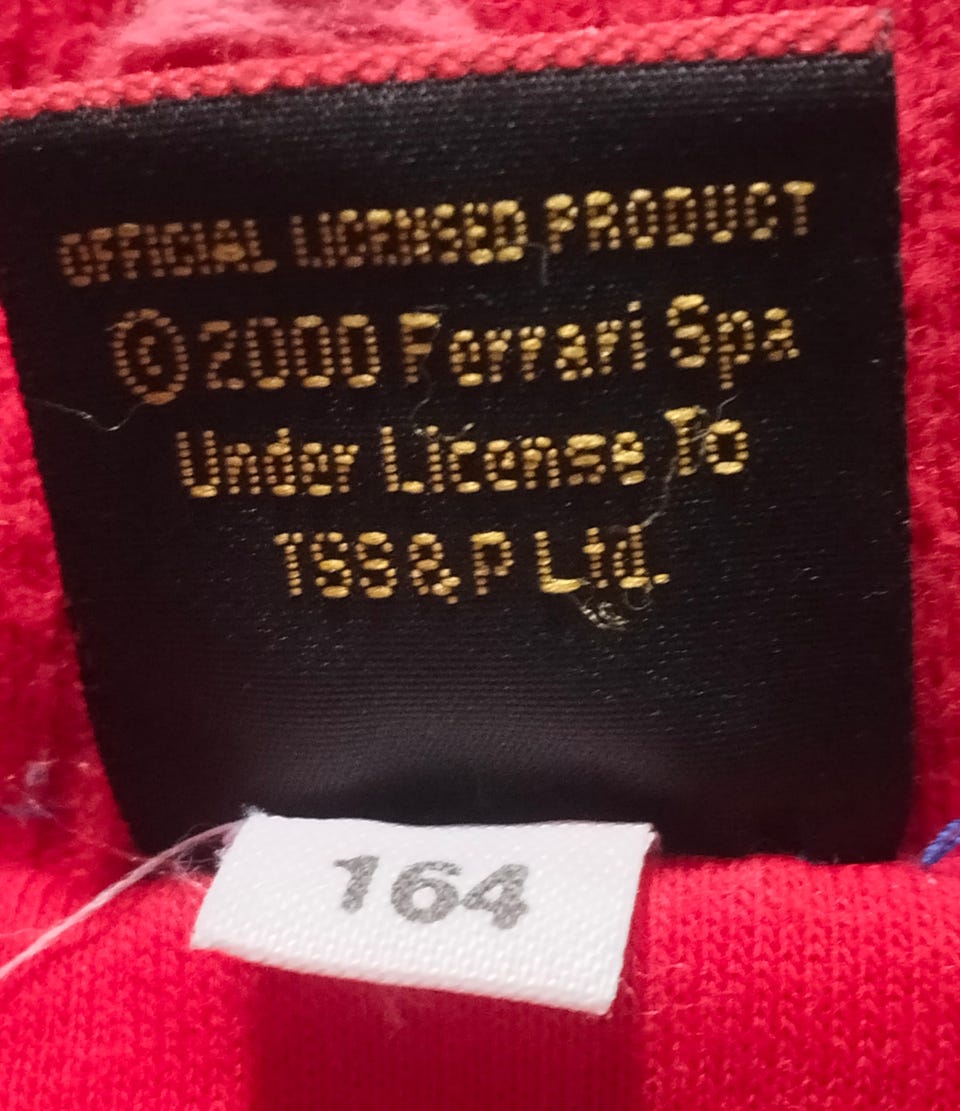 OFFICIAL LICENSED PRODUCT
©2000 Ferrari Spa
Under License To
TSS&P Ltd.
164